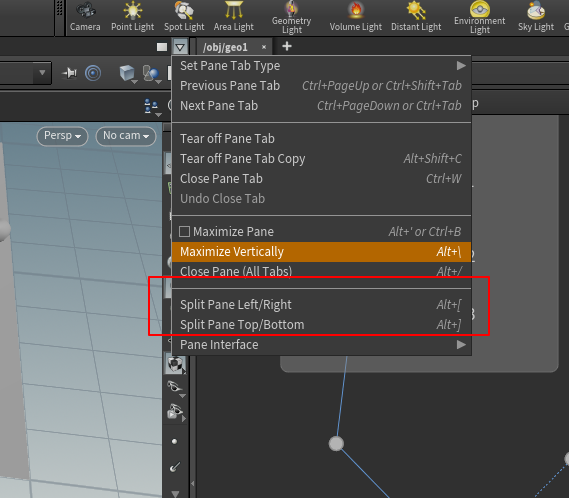 Camera Point Light Spot Light Area Light Geometry Light Volume Light Distant Light Environment Light Sky Light
/obj/geo1 × +
Set Pane Tab Type
Previous Pane Tab Ctrl+PageUp or Ctrl+Shift+Tab
Next Pane Tab Ctrl+PageDown or Ctrl+Tab
Persp No cam
Tear off Pane Tab
Tear off Pane Tab Copy Alt+Shift+C
Close Pane Tab Ctrl+W
Undo Close Tab
Maximize Pane Alt+' or Ctrl+B
Maximize Vertically Alt+\
Close Pane (All Tabs) Alt+/
Split Pane Left/Right Alt+[
Split Pane Top/Bottom Alt+]
Pane Interface